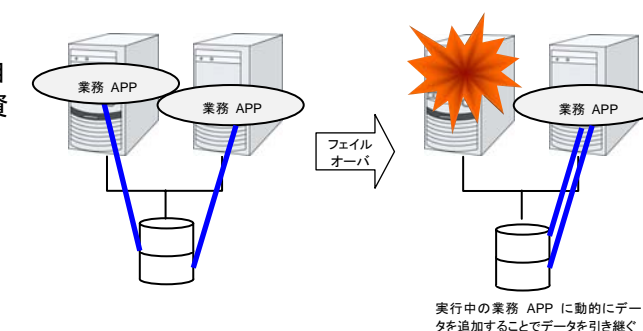 自
資
業務 APP
業務 APP
フェイル
オーバ
業務 APP
実行中の業務 APP に動的にデー
タを追加することでデータを引き継ぐ